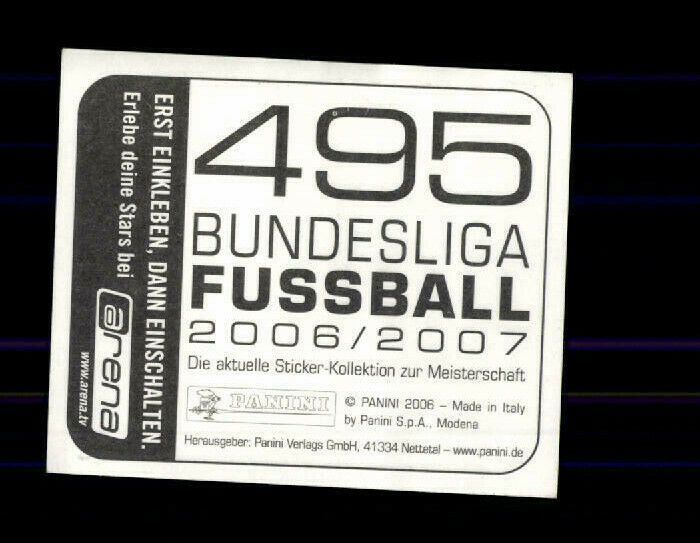 495
BUNDESLIGA
FUSSBALL
2006/2007
Die aktuelle Sticker-Kollektion zur Meisterschaft
PANINI
© PANINI 2006 – Made in Italy
by Panini S.p.A., Modena
Herausgeber: Panini Verlags GmbH, 41334 Nettetal – www.panini.de
ERST EINKLEBEN, DANN EINSCHALTEN.
Erlebe deine Stars bei
arena
www.arena.tv